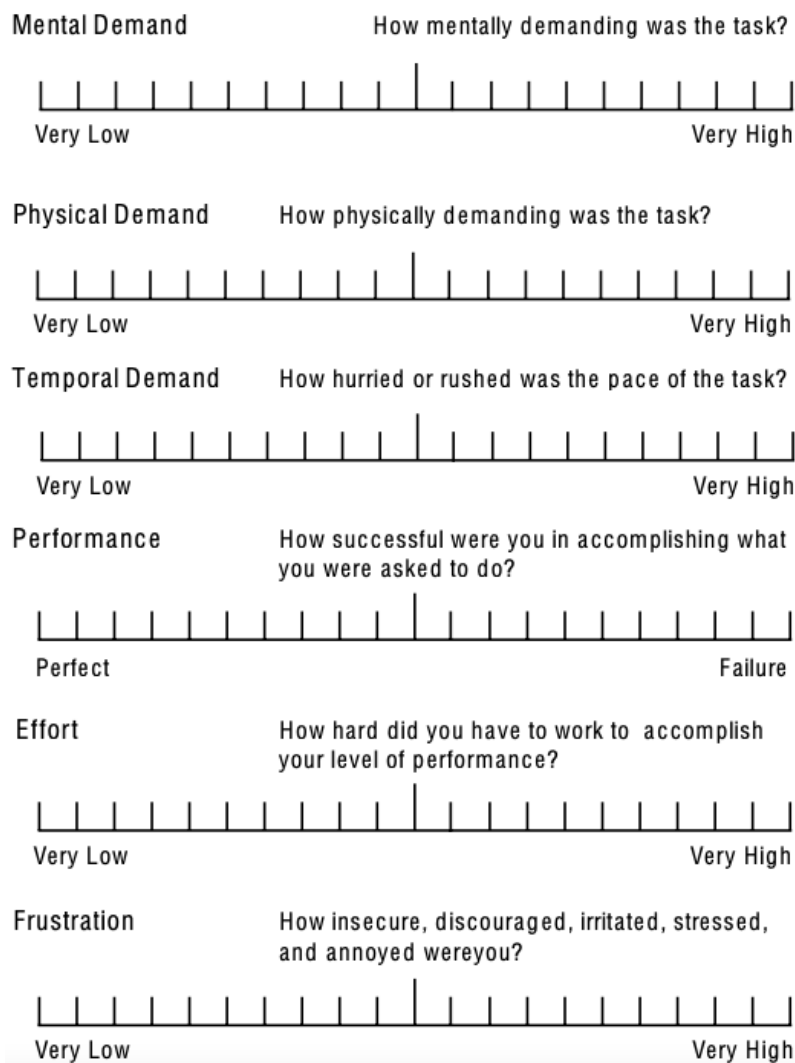 Mental Demand How mentally demanding was the task?
Very Low Very High
Physical Demand How physically demanding was the task?
Very Low Very High
Temporal Demand How hurried or rushed was the pace of the task?
Very Low Very High
Performance How successful were you in accomplishing what
you were asked to do?
Perfect Failure
Effort How hard did you have to work to accomplish
your level of performance?
Very Low Very High
Frustration How insecure, discouraged, irritated, stressed,
and annoyed wereyou?
Very Low Very High